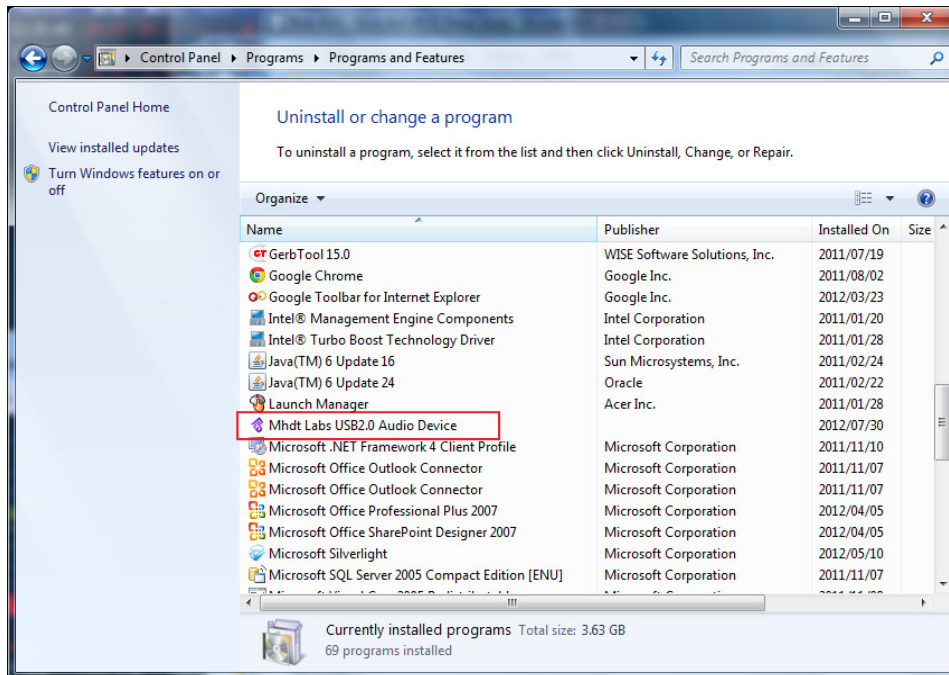 Control Panel ▸ Programs ▸ Programs and Features
Search Programs and Features
Control Panel Home
View installed updates
Turn Windows features on or
off
Uninstall or change a program
To uninstall a program, select it from the list and then click Uninstall, Change, or Repair.
Organize
Name Publisher Installed On Size
GT GerbTool 15.0 WISE Software Solutions, Inc. 2011/07/19
Google Chrome Google Inc. 2011/08/02
Google Toolbar for Internet Explorer Google Inc. 2012/03/23
Intel® Management Engine Components Intel Corporation 2011/01/20
Intel® Turbo Boost Technology Driver Intel Corporation 2011/01/28
Java(TM) 6 Update 16 Sun Microsystems, Inc. 2011/02/24
Java(TM) 6 Update 24 Oracle 2011/02/22
Launch Manager Acer Inc. 2011/01/28
Mhdt Labs USB2.0 Audio Device 2012/07/30
Microsoft .NET Framework 4 Client Profile Microsoft Corporation 2011/11/10
Microsoft Office Outlook Connector Microsoft Corporation 2011/11/07
Microsoft Office Outlook Connector Microsoft Corporation 2011/11/07
Microsoft Office Professional Plus 2007 Microsoft Corporation 2012/04/05
Microsoft Office SharePoint Designer 2007 Microsoft Corporation 2012/04/05
Microsoft Silverlight Microsoft Corporation 2012/05/10
Microsoft SQL Server 2005 Compact Edition [ENU] Microsoft Corporation 2011/11/07
Currently installed programs Total size: 3.63 GB
69 programs installed